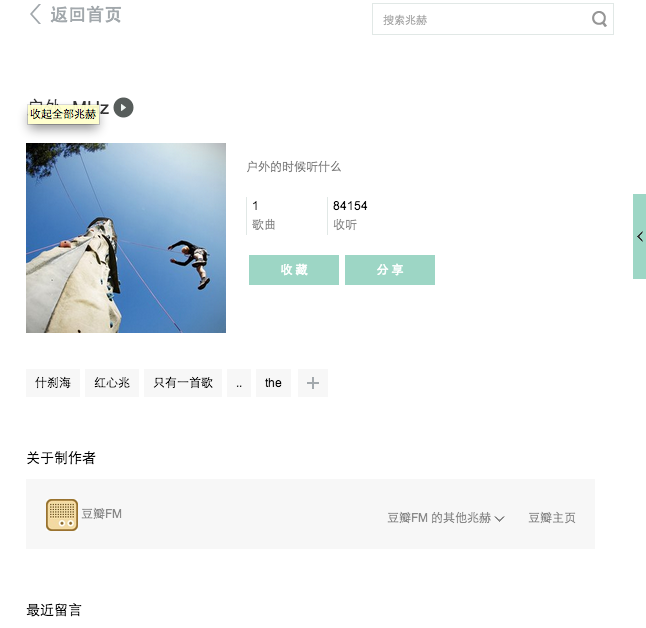 返回首页
搜索兆赫
户外 MHz
收起全部兆赫
户外的时候听什么
1
84154
歌曲
收听
收藏
分享
什刹海
红心兆
只有一首歌
..
the
关于制作者
豆瓣FM
豆瓣FM 的其他兆赫
豆瓣主页
最近留言